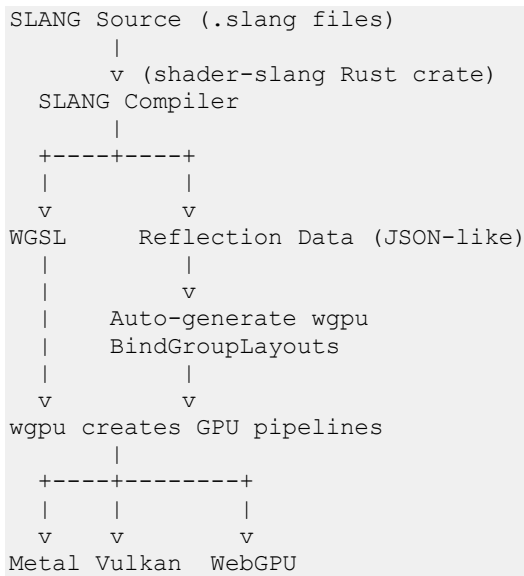 SLANG Source (.slang files)
|
v (shader-slang Rust crate)
SLANG Compiler
|
+----+----+
| |
v v
WGSL Reflection Data (JSON-like)
| |
| v
| Auto-generate wgpu
| BindGroupLayouts
| |
v v
wgpu creates GPU pipelines
|
+----+--------+
| | |
v v v
Metal Vulkan WebGPU